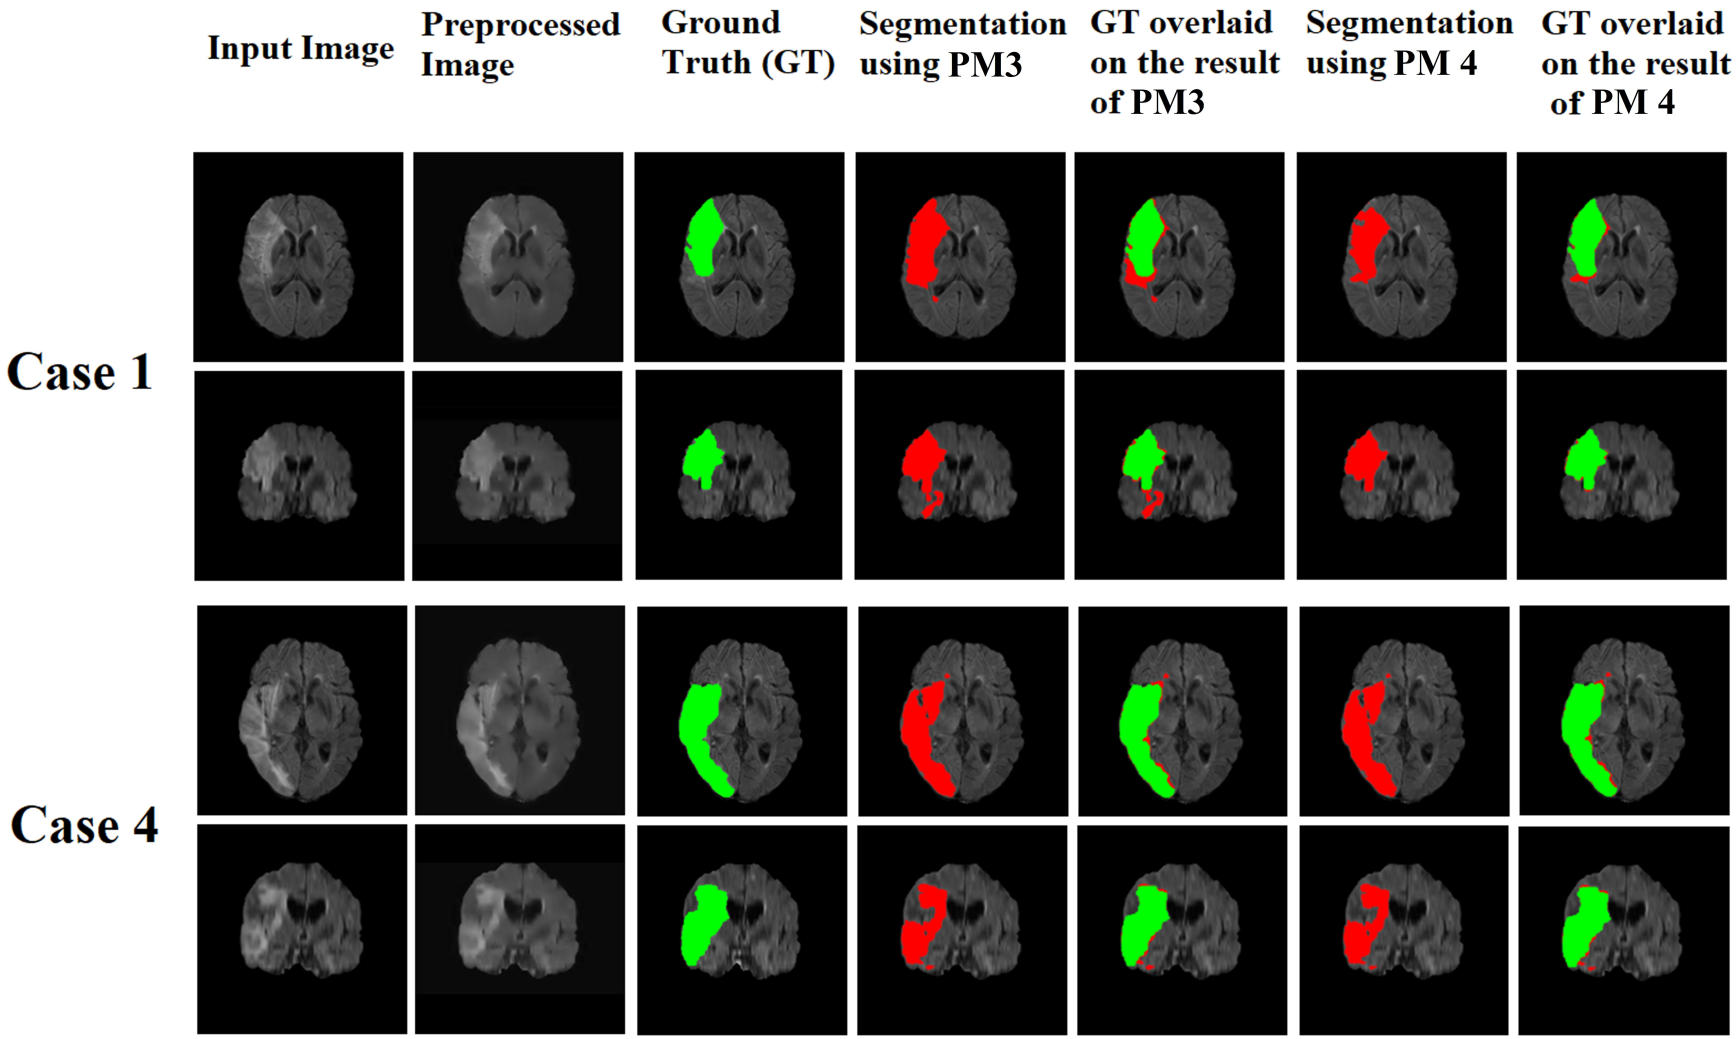 Input Image
Preprocessed
Image
Ground
Truth (GT)
Segmentation
using PM3
GT overlaid
on the result
of PM3
Segmentation
using PM 4
GT overlaid
on the result
of PM 4
Case 1
Case 4